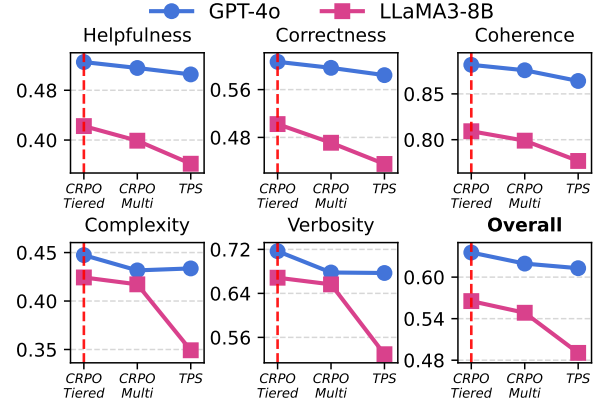 GPT-4o LLaMA3-8B
Helpfulness Correctness Coherence
0.48 0.56 0.85
0.40 0.48 0.80
CRPO CRPO TPS CRPO CRPO TPS CRPO CRPO TPS
Tiered Multi Tiered Multi Tiered Multi
Complexity Verbosity Overall
0.45 0.72 0.60
0.40 0.64 0.54
0.35 0.56 0.48
CRPO CRPO TPS CRPO CRPO TPS CRPO CRPO TPS
Tiered Multi Tiered Multi Tiered Multi